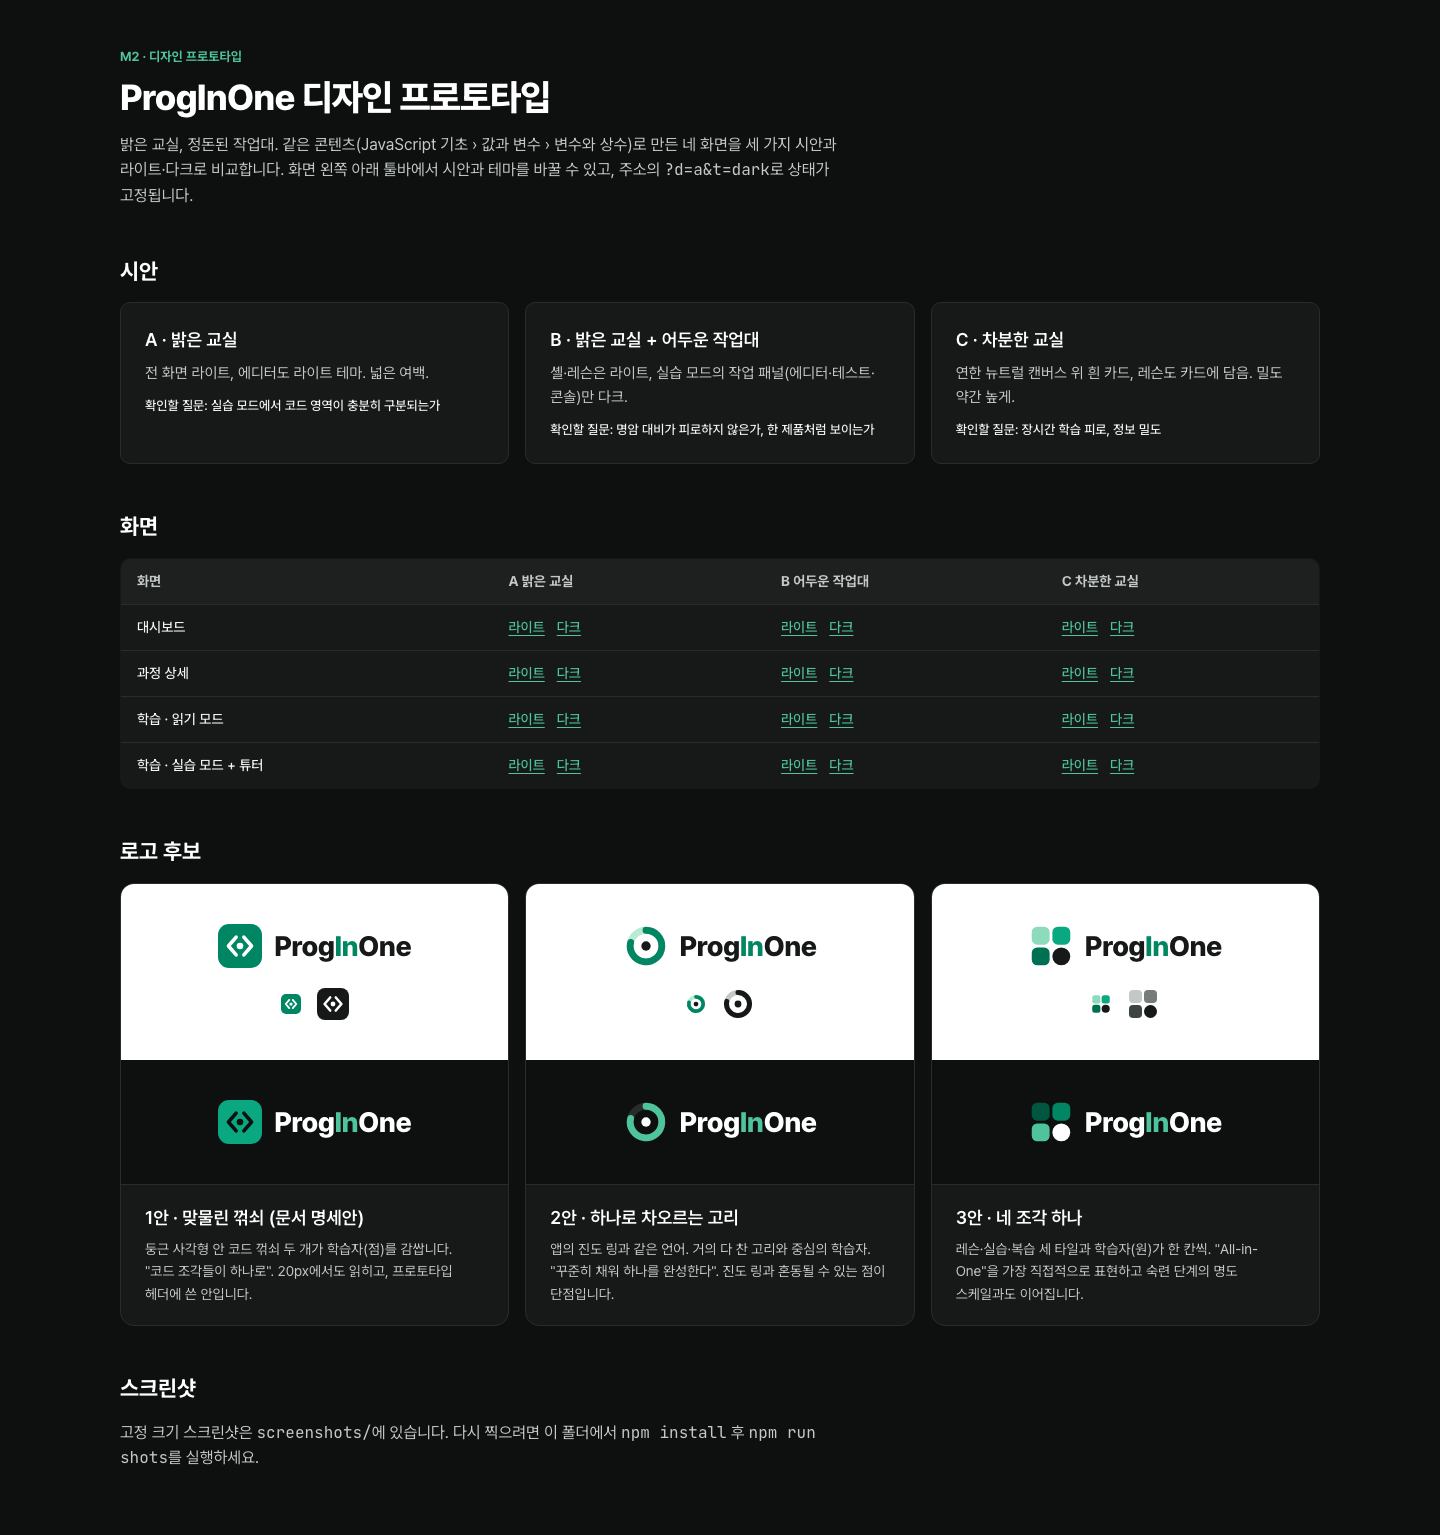 M2 · 디자인 프로토타입
ProgInOne 디자인 프로토타입
밝은 교실, 정돈된 작업대. 같은 콘텐츠(JavaScript 기초 › 값과 변수 › 변수와 상수)로 만든 네 화면을 세 가지 시안과
라이트·다크로 비교합니다. 화면 왼쪽 아래 툴바에서 시안과 테마를 바꿀 수 있고, 주소의 ?d=a&t=dark로 상태가
고정됩니다.
시안
A · 밝은 교실
전 화면 라이트, 에디터도 라이트 테마. 넓은 여백.
확인할 질문: 실습 모드에서 코드 영역이 충분히 구분되는가
B · 밝은 교실 + 어두운 작업대
셸·레슨은 라이트, 실습 모드의 작업 패널(에디터·테스트·
콘솔)만 다크.
확인할 질문: 명암 대비가 피로하지 않은가, 한 제품처럼 보이는가
C · 차분한 교실
연한 뉴트럴 캔버스 위 흰 카드, 레슨도 카드에 담음. 밀도
약간 높게.
확인할 질문: 장시간 학습 피로, 정보 밀도
화면
화면 A 밝은 교실 B 어두운 작업대 C 차분한 교실
대시보드 라이트 다크 라이트 다크 라이트 다크
과정 상세 라이트 다크 라이트 다크 라이트 다크
학습 · 읽기 모드 라이트 다크 라이트 다크 라이트 다크
학습 · 실습 모드 + 튜터 라이트 다크 라이트 다크 라이트 다크
로고 후보
ProgInOne
ProgInOne
1안 · 맞물린 꺾쇠 (문서 명세안)
둥근 사각형 안 코드 꺾쇠 두 개가 학습자(점)를 감쌉니다.
"코드 조각들이 하나로". 20px에서도 읽히고, 프로토타입
헤더에 쓴 안입니다.
ProgInOne
ProgInOne
2안 · 하나로 차오르는 고리
앱의 진도 링과 같은 언어. 거의 다 찬 고리와 중심의 학습자.
"꾸준히 채워 하나를 완성한다". 진도 링과 혼동될 수 있는 점이
단점입니다.
ProgInOne
ProgInOne
3안 · 네 조각 하나
레슨·실습·복습 세 타일과 학습자(원)가 한 칸씩. "All-in-
One"을 가장 직접적으로 표현하고 숙련 단계의 명도
스케일과도 이어집니다.
스크린샷
고정 크기 스크린샷은 screenshots/에 있습니다. 다시 찍으려면 이 폴더에서 npm install 후 npm run
shots를 실행하세요.